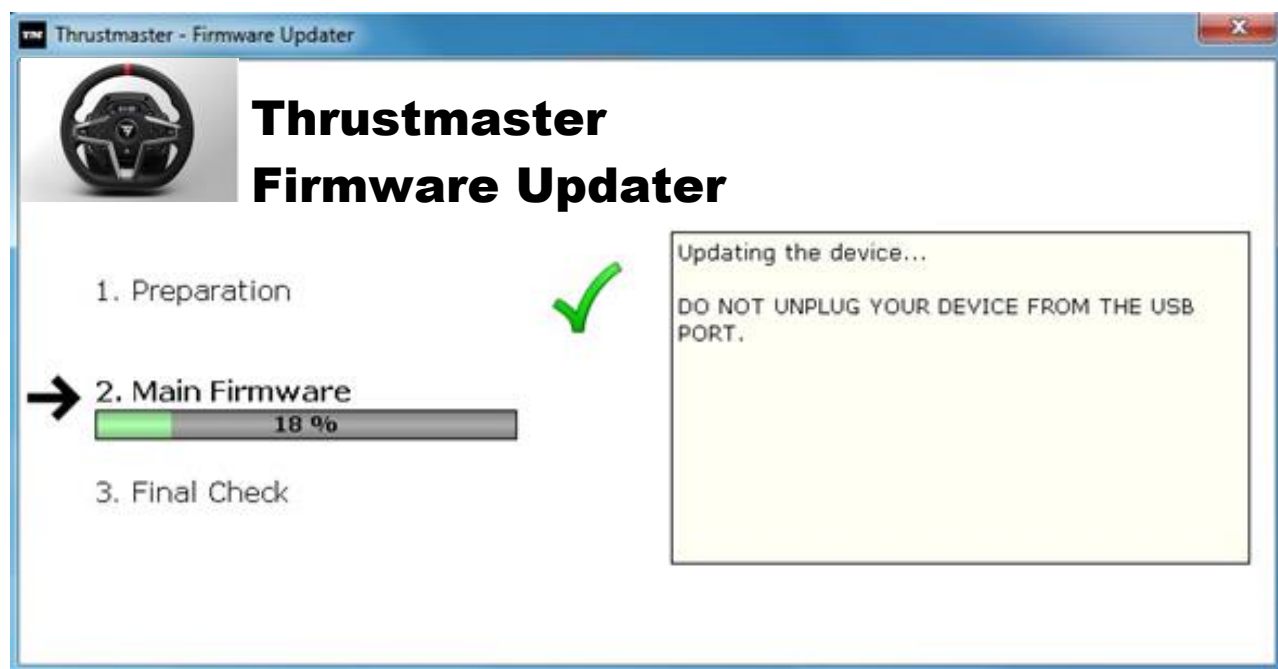 Thrustmaster - Firmware Updater
Thrustmaster
Firmware Updater
1. Preparation
2. Main Firmware
18 %
3. Final Check
Updating the device...
DO NOT UNPLUG YOUR DEVICE FROM THE USB
PORT.